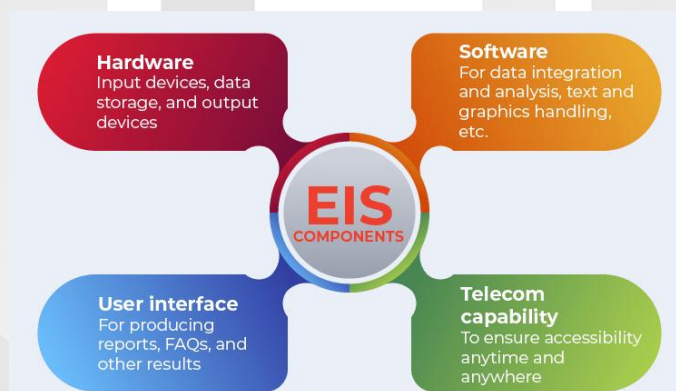 Hardware
Input devices, data
storage, and output
devices
Software
For data integration
and analysis, text and
graphics handling,
etc.
EIS
COMPONENTS
User interface
For producing
reports, FAQs, and
other results
Telecom
capability
To ensure accessibility
anytime and
anywhere